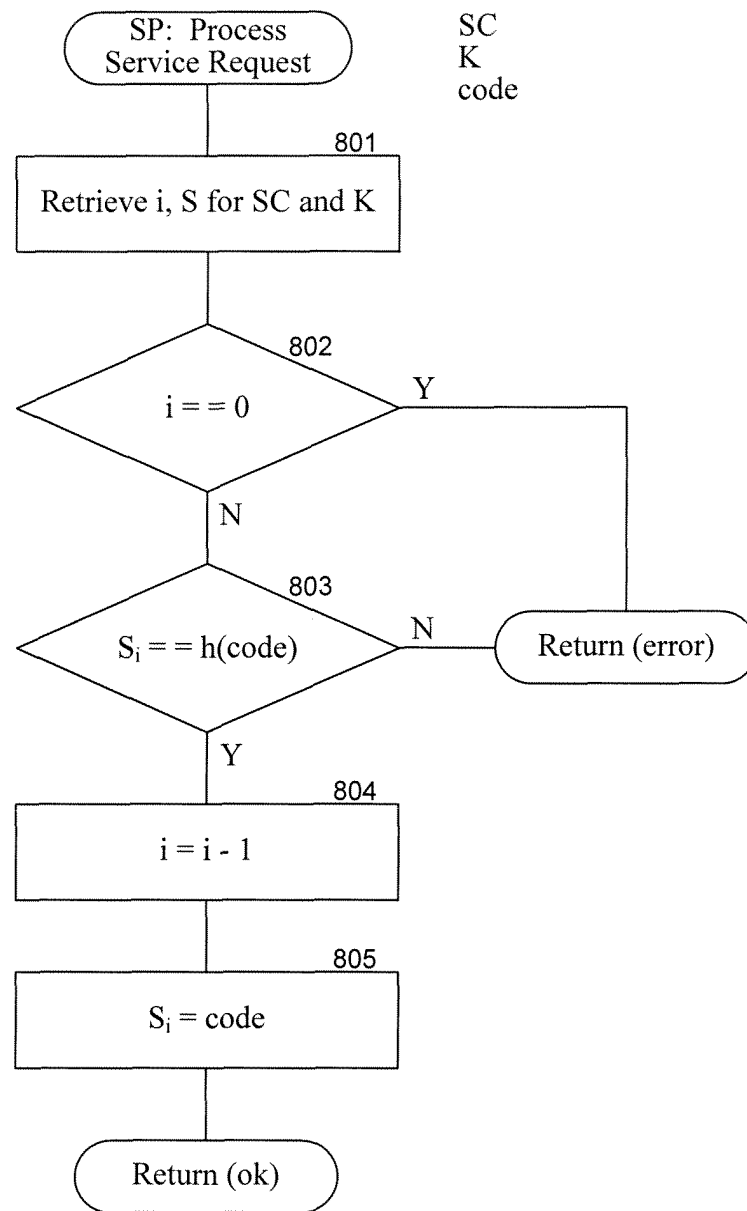 SP: Process
Service Request
SC
K
code
801
Retrieve i, S for SC and K
802
i = = 0
Y
N
803
Sᵢ = = h(code)
N
Return (error)
Y
804
i = i - 1
805
Sᵢ = code
Return (ok)